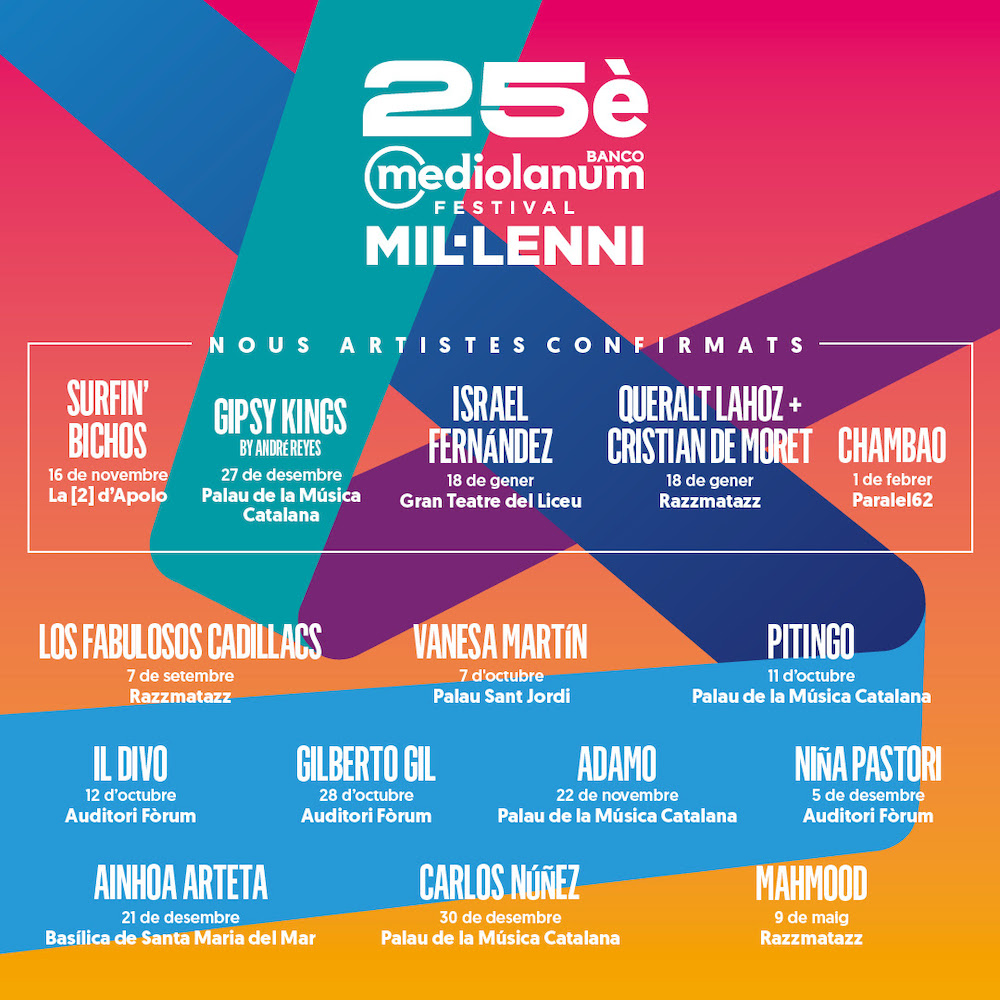 25è
BANCO
mediolanum
FESTIVAL
MIL·LENNI
NOUS ARTISTES CONFIRMATS
SURFIN'
BICHOS
16 de novembre
La [2] d'Apolo
GIPSY KINGS
BY ANDRÉ REYES
27 de desembre
Palau de la Música
Catalana
ISRAEL
FERNÁNDEZ
18 de gener
Gran Teatre del Liceu
QUERALT LAHOZ +
CRISTIAN DE MORET
18 de gener
Razzmatazz
CHAMBAO
1 de febrer
Paralel62
LOS FABULOSOS CADILLACS
7 de setembre
Razzmatazz
VANESA MARTÍN
7 d'octubre
Palau Sant Jordi
PITINGO
11 d'octubre
Palau de la Música Catalana
IL DIVO
12 d'octubre
Auditori Fòrum
GILBERTO GIL
28 d'octubre
Auditori Fòrum
ADAMO
22 de novembre
Palau de la Música Catalana
NIÑA PASTORI
5 de desembre
Auditori Fòrum
AINHOA ARTETA
21 de desembre
Basílica de Santa Maria del Mar
CARLOS NÚÑEZ
30 de desembre
Palau de la Música Catalana
MAHMOOD
9 de maig
Razzmatazz